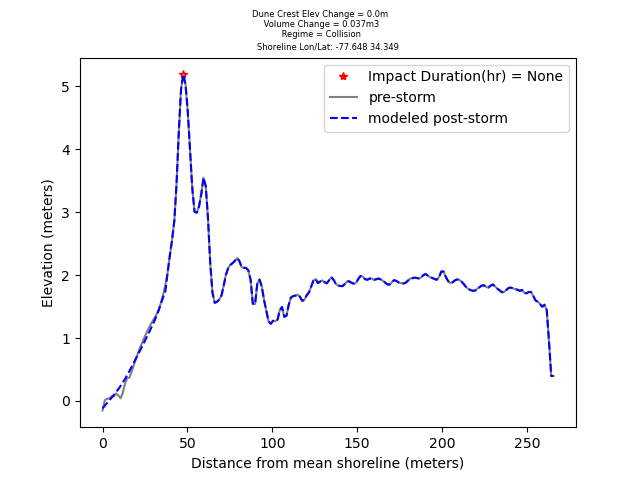 Dune Crest Elev Change = 0.0m
Volume Change = 0.037m3
Regime = Collision
Shoreline Lon/Lat: -77.648 34.349
Impact Duration(hr) = None
pre-storm
modeled post-storm
Elevation (meters)
5
4
3
2
1
0
0 50 100 150 200 250
Distance from mean shoreline (meters)